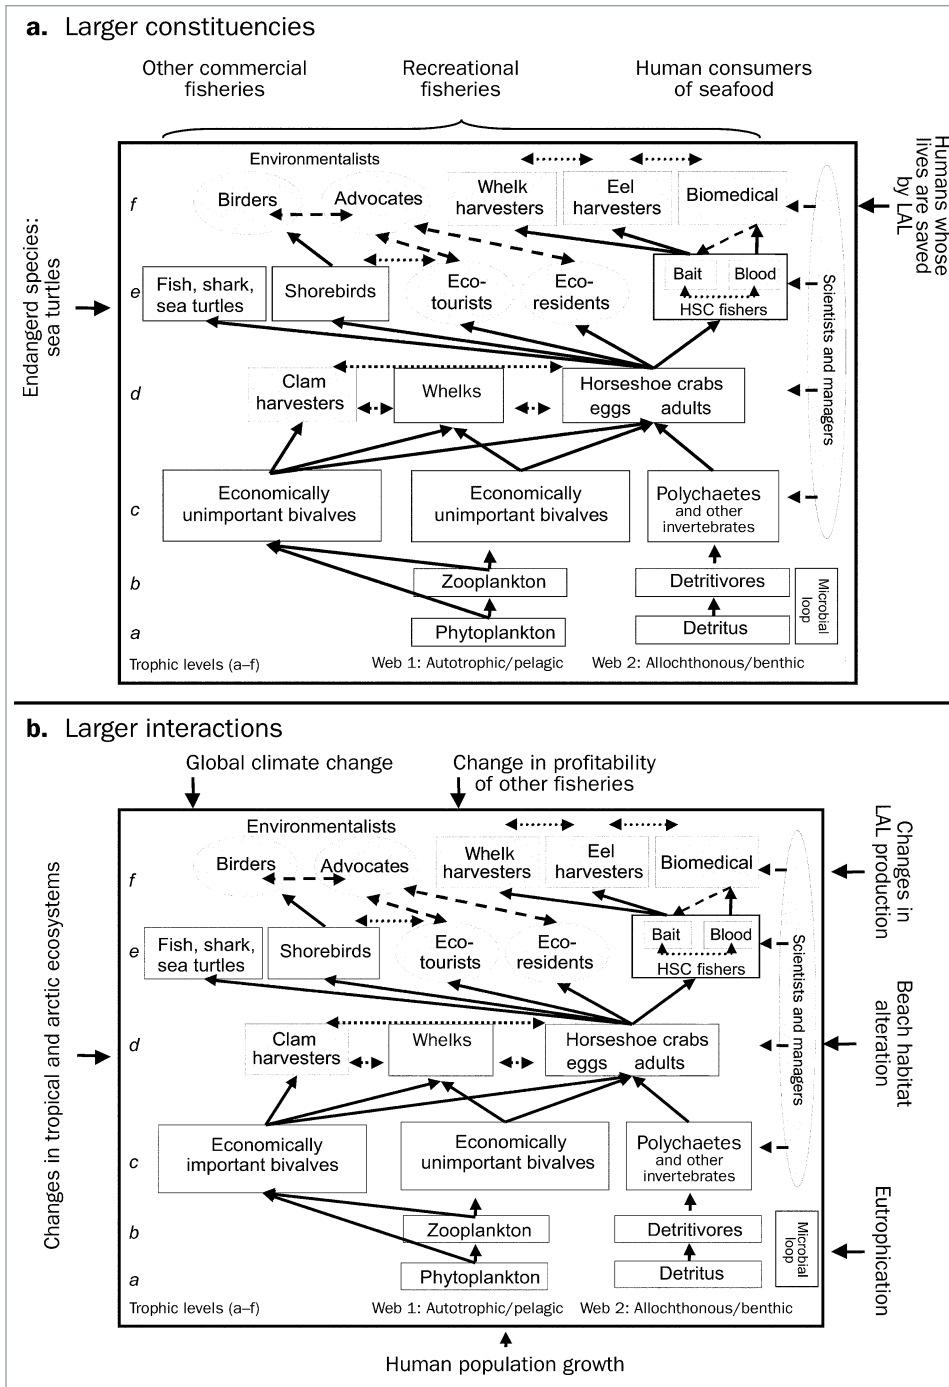 a. Larger constituencies
Other commercial
fisheries
Recreational
fisheries
Human consumers
of seafood
Humans whose
lives are saved
by LAL
Endangerd species:
sea turtles
Environmentalists
f
Birders
Advocates
Whelk
harvesters
Eel
harvesters
Biomedical
e
Fish, shark,
sea turtles
Shorebirds
Eco-
tourists
Eco-
residents
Bait
Blood
HSC fishers
Scientists and managers
d
Clam
harvesters
Whelks
Horseshoe crabs
eggs adults
c
Economically
unimportant bivalves
Economically
unimportant bivalves
Polychaetes
and other
invertebrates
b
Zooplankton
Detritivores
Microbial
loop
a
Phytoplankton
Detritus
Trophic levels (a–f)
Web 1: Autotrophic/pelagic
Web 2: Allochthonous/benthic
b. Larger interactions
Global climate change
Change in profitability
of other fisheries
Changes in
LAL production
Beach habitat
alteration
Eutrophication
Changes in tropical and arctic ecosystems
Environmentalists
f
Birders
Advocates
Whelk
harvesters
Eel
harvesters
Biomedical
e
Fish, shark,
sea turtles
Shorebirds
Eco-
tourists
Eco-
residents
Bait
Blood
HSC fishers
Scientists and managers
d
Clam
harvesters
Whelks
Horseshoe crabs
eggs adults
c
Economically
important bivalves
Economically
unimportant bivalves
Polychaetes
and other
invertebrates
b
Zooplankton
Detritivores
Microbial
loop
a
Phytoplankton
Detritus
Trophic levels (a–f)
Web 1: Autotrophic/pelagic
Web 2: Allochthonous/benthic
Human population growth